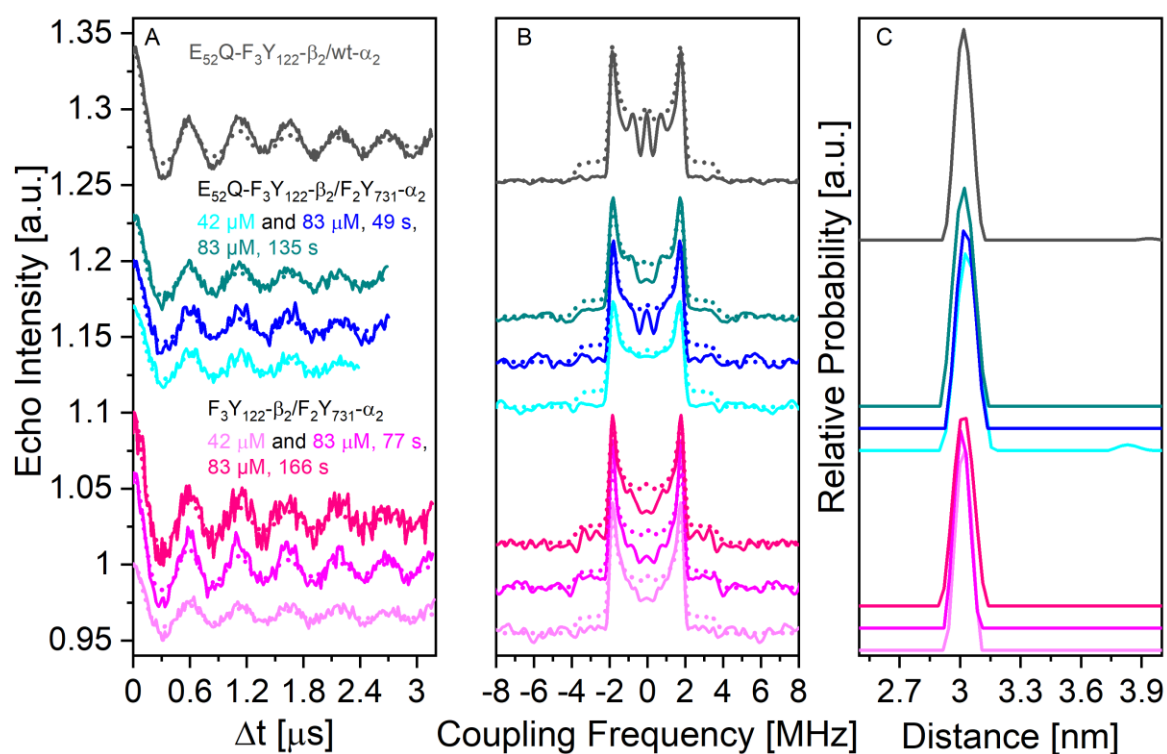 A
E₅₂Q-F₃Y₁₂₂-β₂/wt-α₂
E₅₂Q-F₃Y₁₂₂-β₂/F₂Y₇₃₁-α₂
42 µM and 83 µM, 49 s,
83 µM, 135 s
F₃Y₁₂₂-β₂/F₂Y₇₃₁-α₂
42 µM and 83 µM, 77 s,
83 µM, 166 s
Echo Intensity [a.u.]
1.35
1.3
1.25
1.2
1.15
1.1
1.05
1
0.95
0 0.6 1.2 1.8 2.4 3
Δt [µs]
B
-8 -6 -4 -2 0 2 4 6 8
Coupling Frequency [MHz]
C
Relative Probability [a.u.]
2.7 3 3.3 3.6 3.9
Distance [nm]